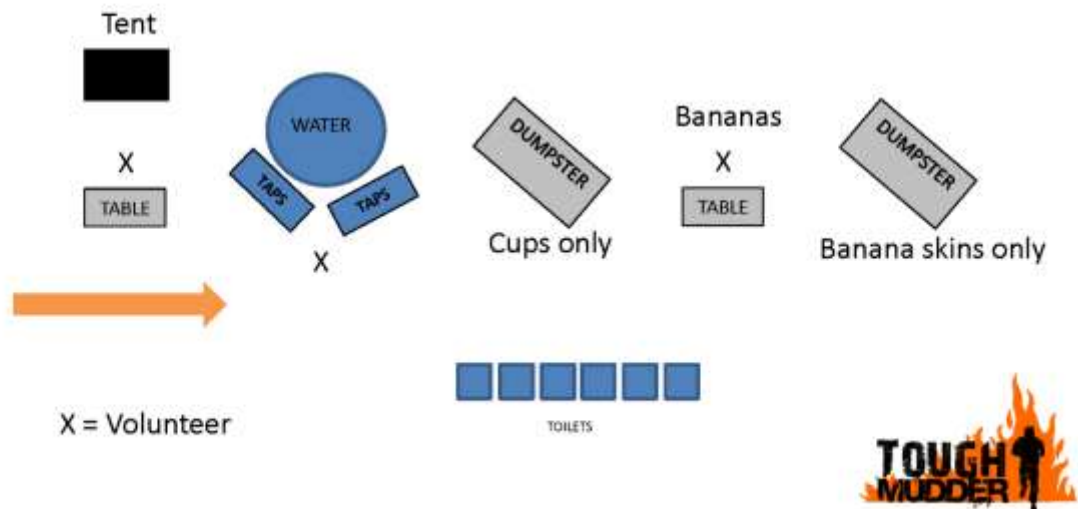 Tent
X
TABLE
WATER
TAPS
TAPS
X
DUMPSTER
Cups only
Bananas
X
TABLE
DUMPSTER
Banana skins only
X = Volunteer
TOILETS
TOUGH
MUDDER